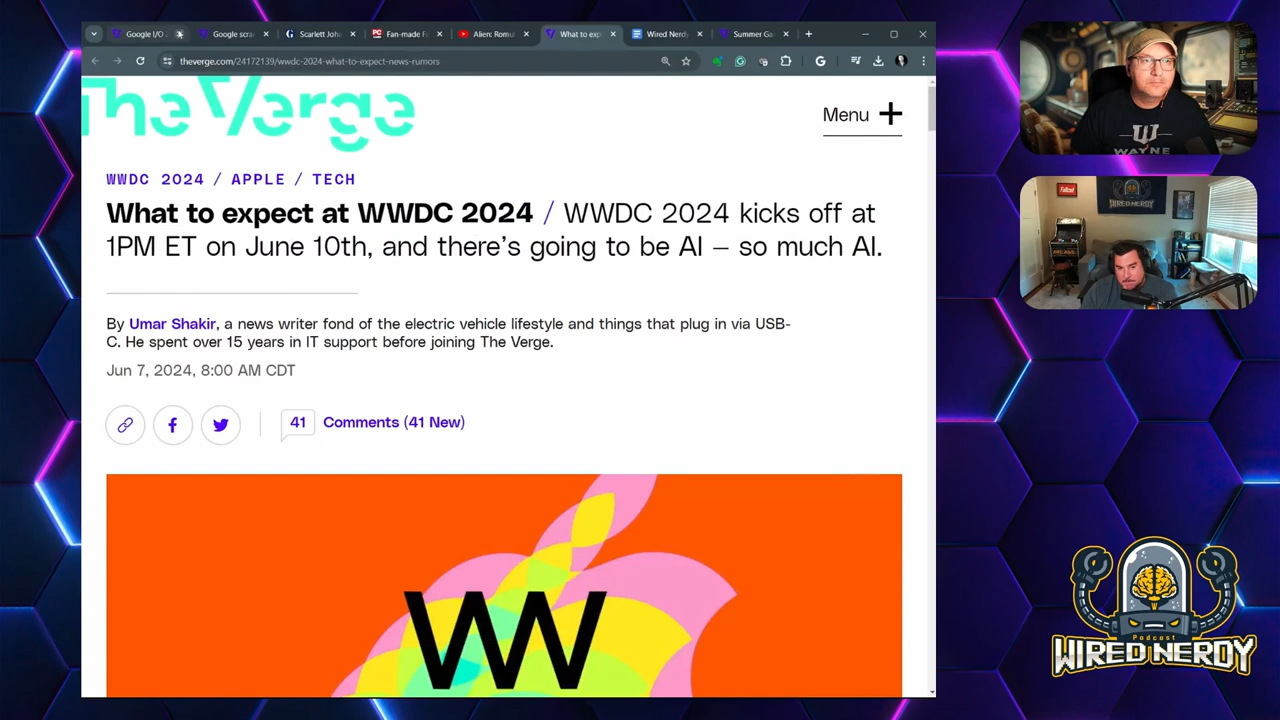 Google I/O
Google scra
Scarlett Joh
Fan-made F
Alien: Romu
What to exp
Wired Nerdy
Summer Ga
theverge.com/24172139/wwdc-2024-what-to-expect-news-rumors
The Verge
Menu
WWDC 2024 / APPLE / TECH
What to expect at WWDC 2024 / WWDC 2024 kicks off at
1PM ET on June 10th, and there's going to be AI — so much AI.
By Umar Shakir, a news writer fond of the electric vehicle lifestyle and things that plug in via USB-
C. He spent over 15 years in IT support before joining The Verge.
Jun 7, 2024, 8:00 AM CDT
41 Comments (41 New)
WW
WAYNE
Fallout
WIRED NERDY
Podcast
WIRED NERDY